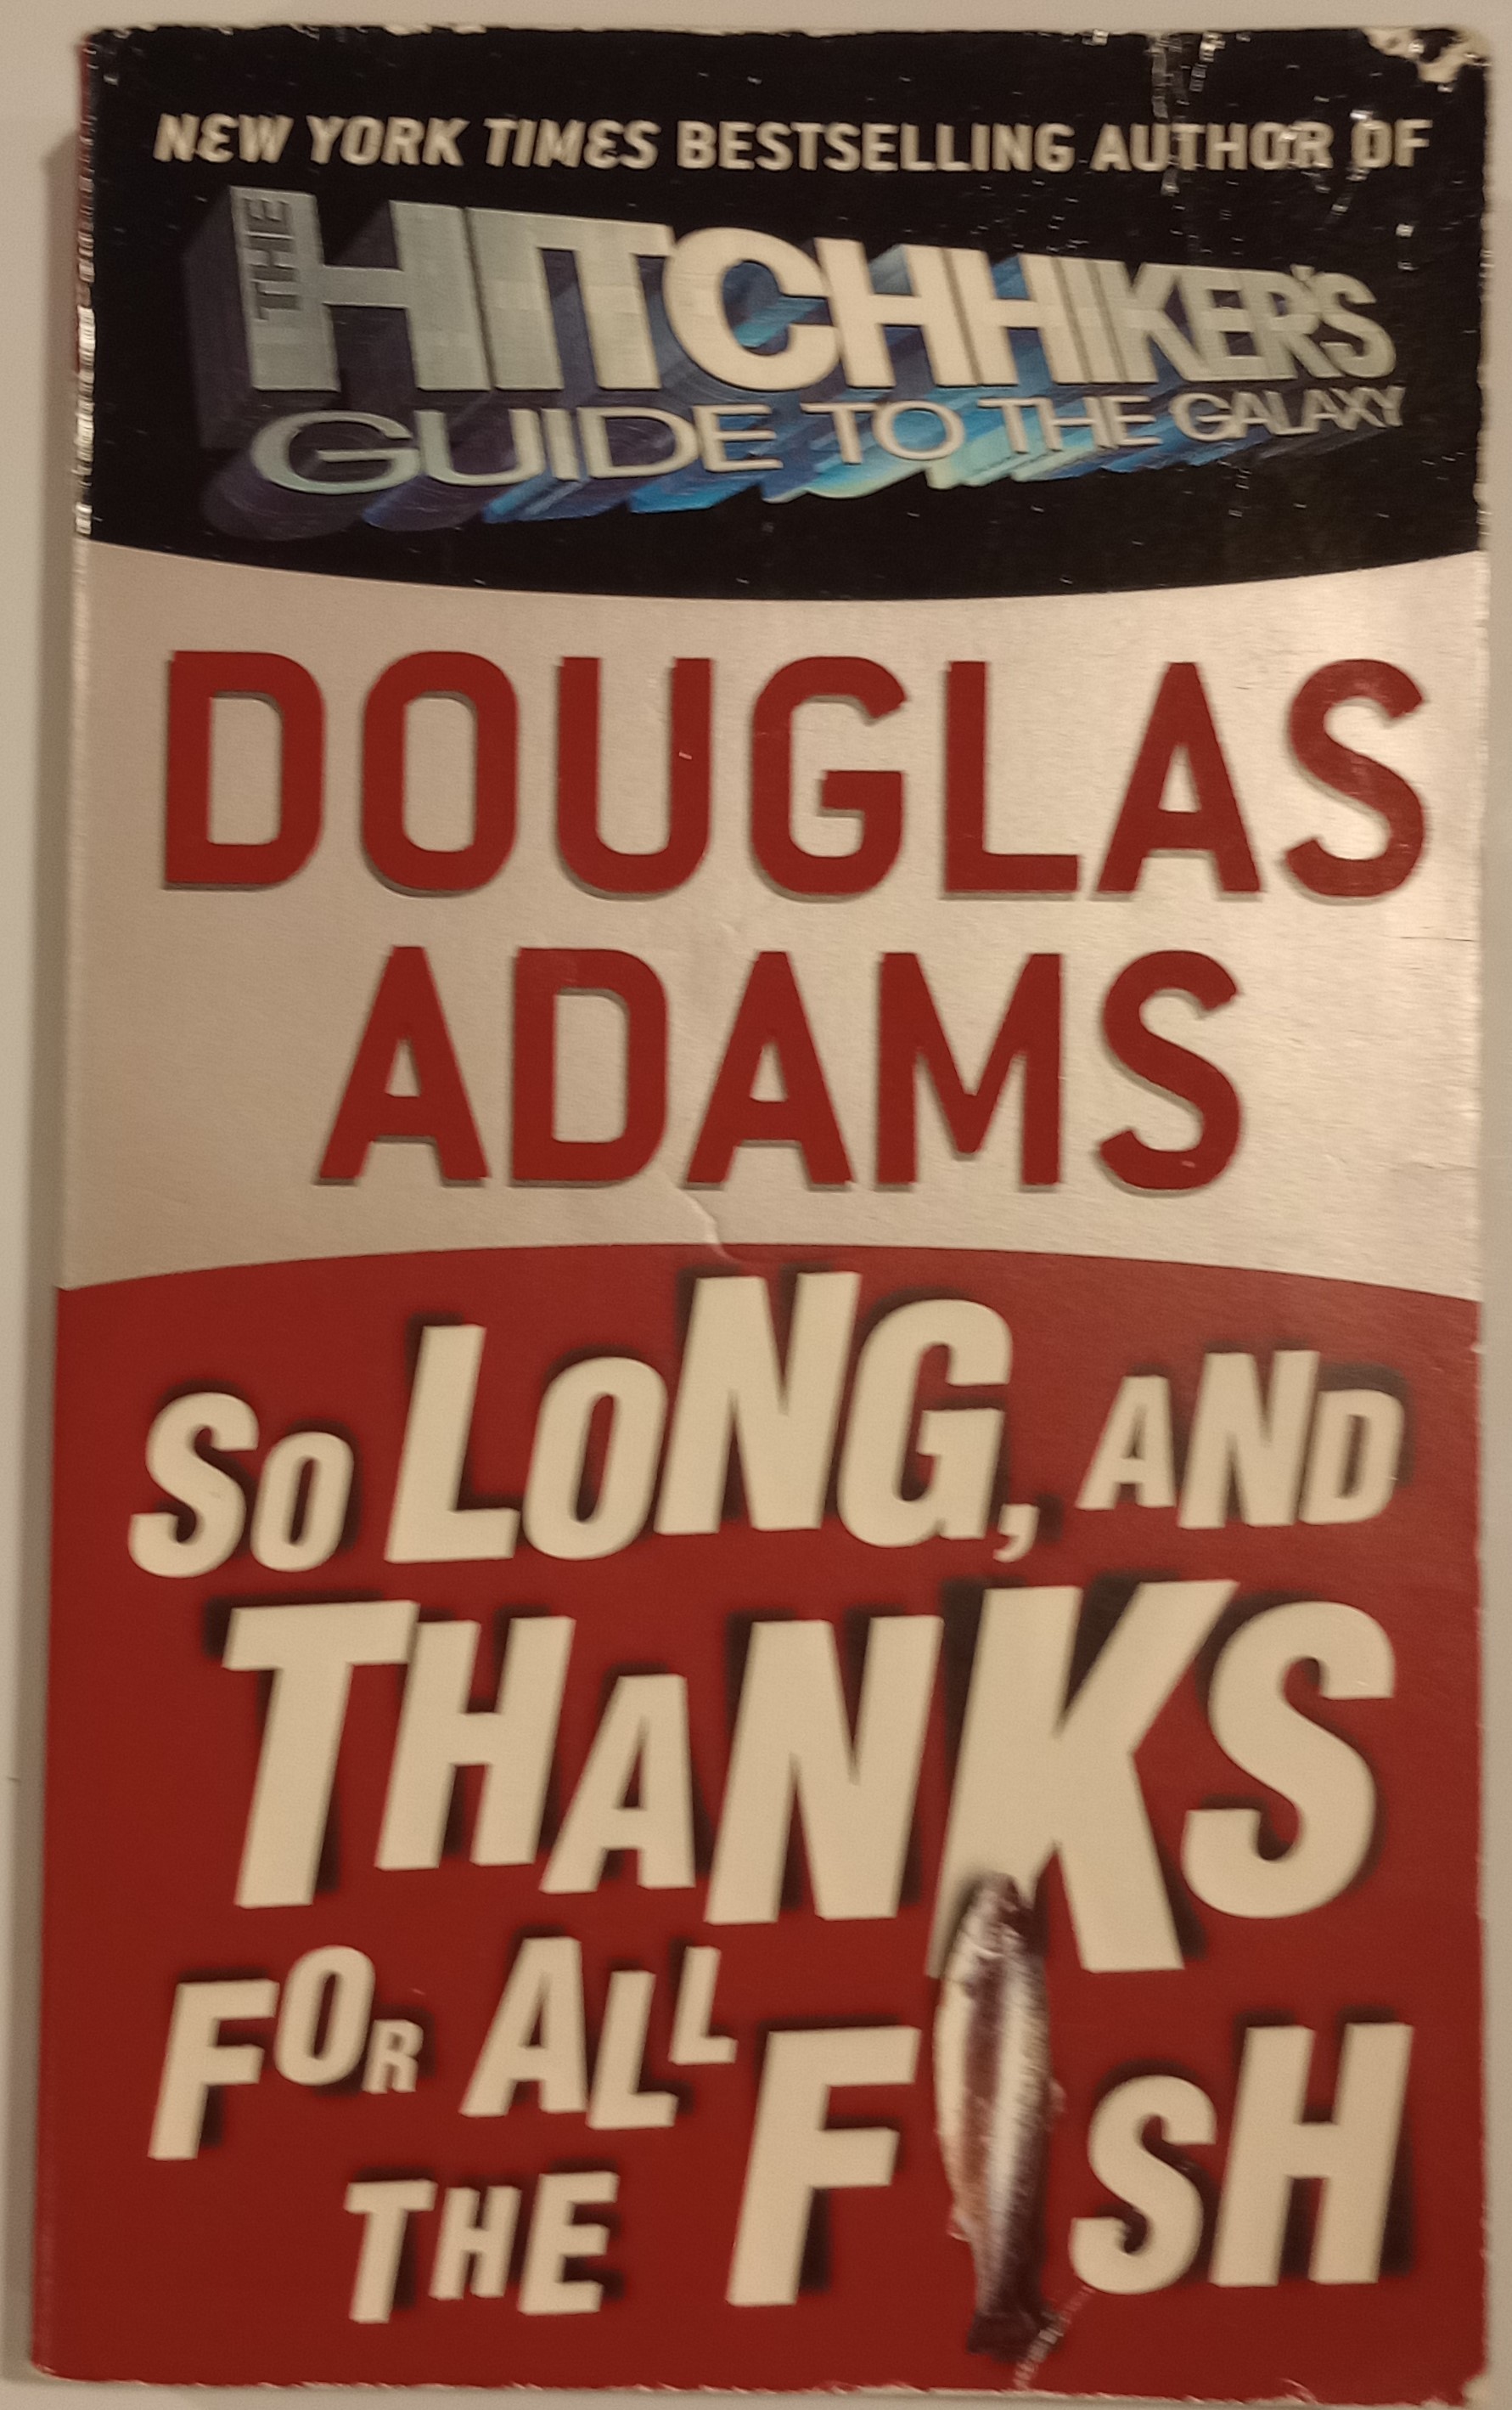 NEW YORK TIMES BESTSELLING AUTHOR OF
THE HITCHHIKER'S
GUIDE TO THE GALAXY
DOUGLAS
ADAMS
SO LONG, AND
THANKS
FOR ALL
THE FISH